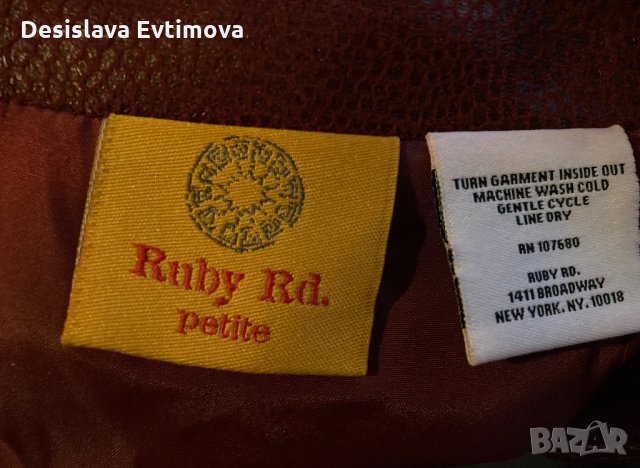 Desislava Evtimova
Ruby Rd.
petite
TURN GARMENT INSIDE OUT
MACHINE WASH COLD
GENTLE CYCLE
LINE DRY
RN 107680
RUBY RD.
1411 BROADWAY
NEW YORK. NY. 10018
BAZAR